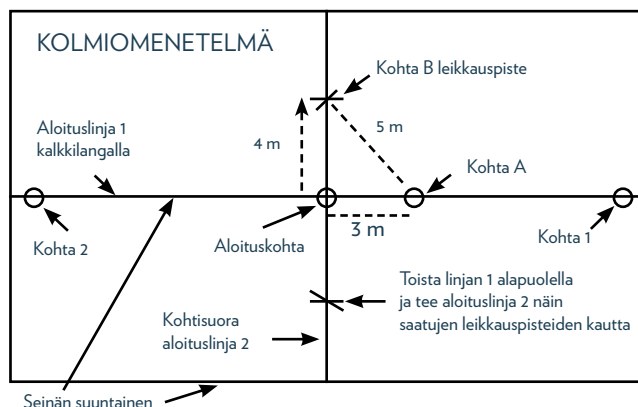 KOLMIOMENETELMÄ
Kohta B leikkauspiste
Aloituslinja 1
kalkkilangalla
4 m
5 m
Kohta A
Kohta 2
Aloituskohta
3 m
Kohta 1
Toista linjan 1 alapuolella
ja tee aloituslinja 2 näin
saatujen leikkauspisteiden kautta
Kohtisuora
aloituslinja 2
Seinän suuntainen